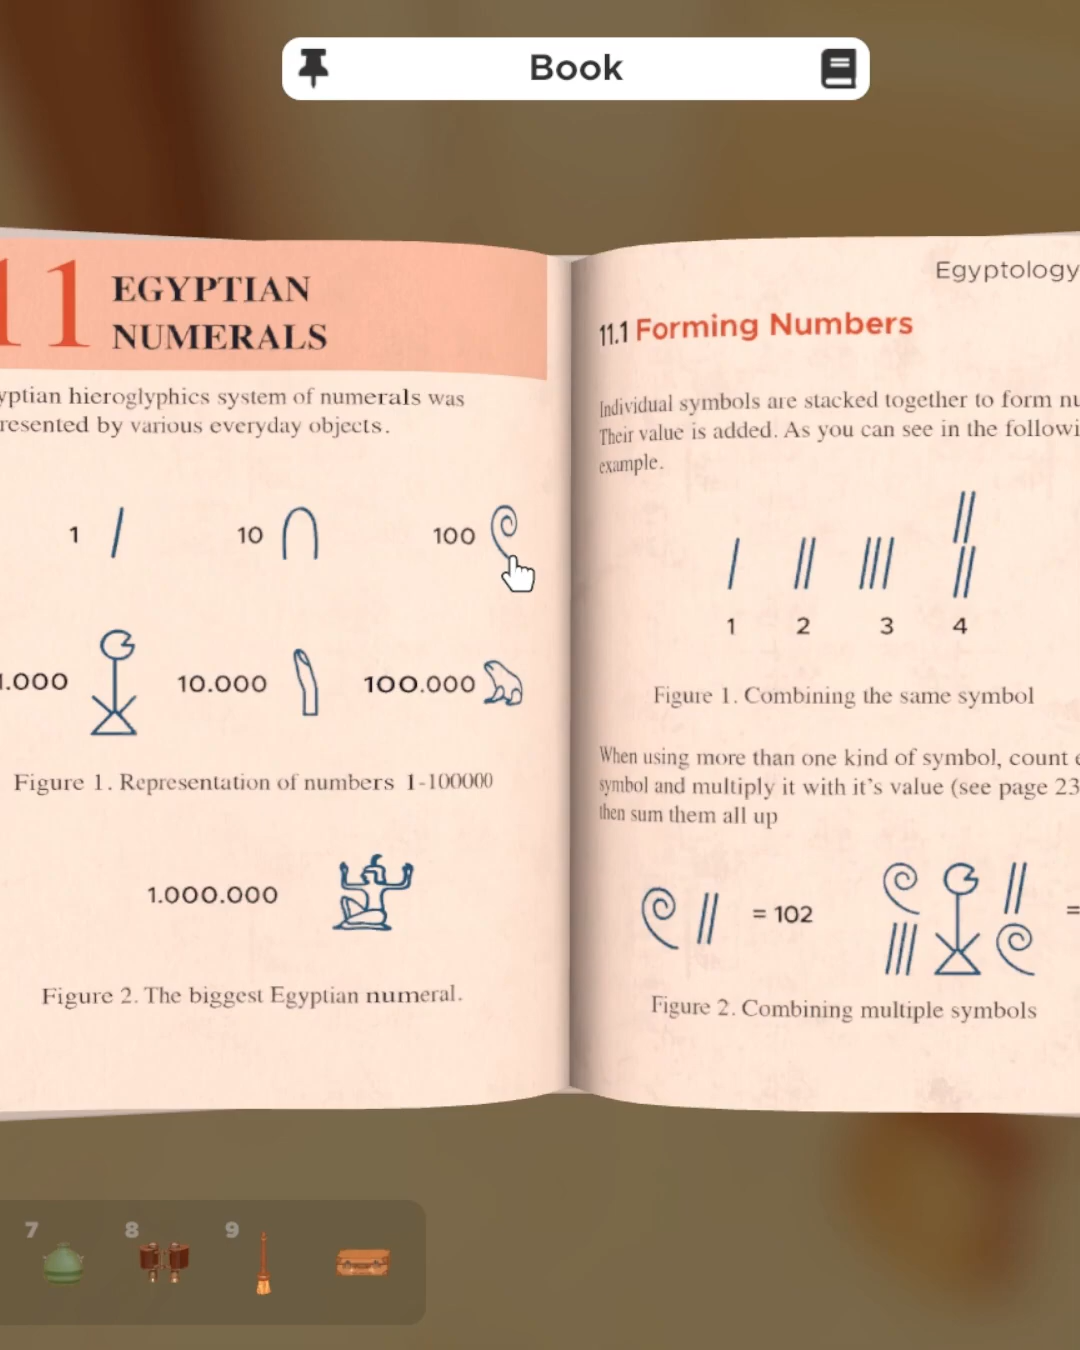 Book
11 EGYPTIAN
NUMERALS
yptian hieroglyphics system of numerals was
resented by various everyday objects.
1
10
100
1.000
10.000
100.000
Figure 1. Representation of numbers 1-100000
1.000.000
Figure 2. The biggest Egyptian numeral.
Egyptology
11.1 Forming Numbers
Individual symbols are stacked together to form nu
Their value is added. As you can see in the followi
example.
1 2 3 4
Figure 1. Combining the same symbol
When using more than one kind of symbol, count e
symbol and multiply it with it's value (see page 23
then sum them all up
= 102
=
Figure 2. Combining multiple symbols
7 8 9